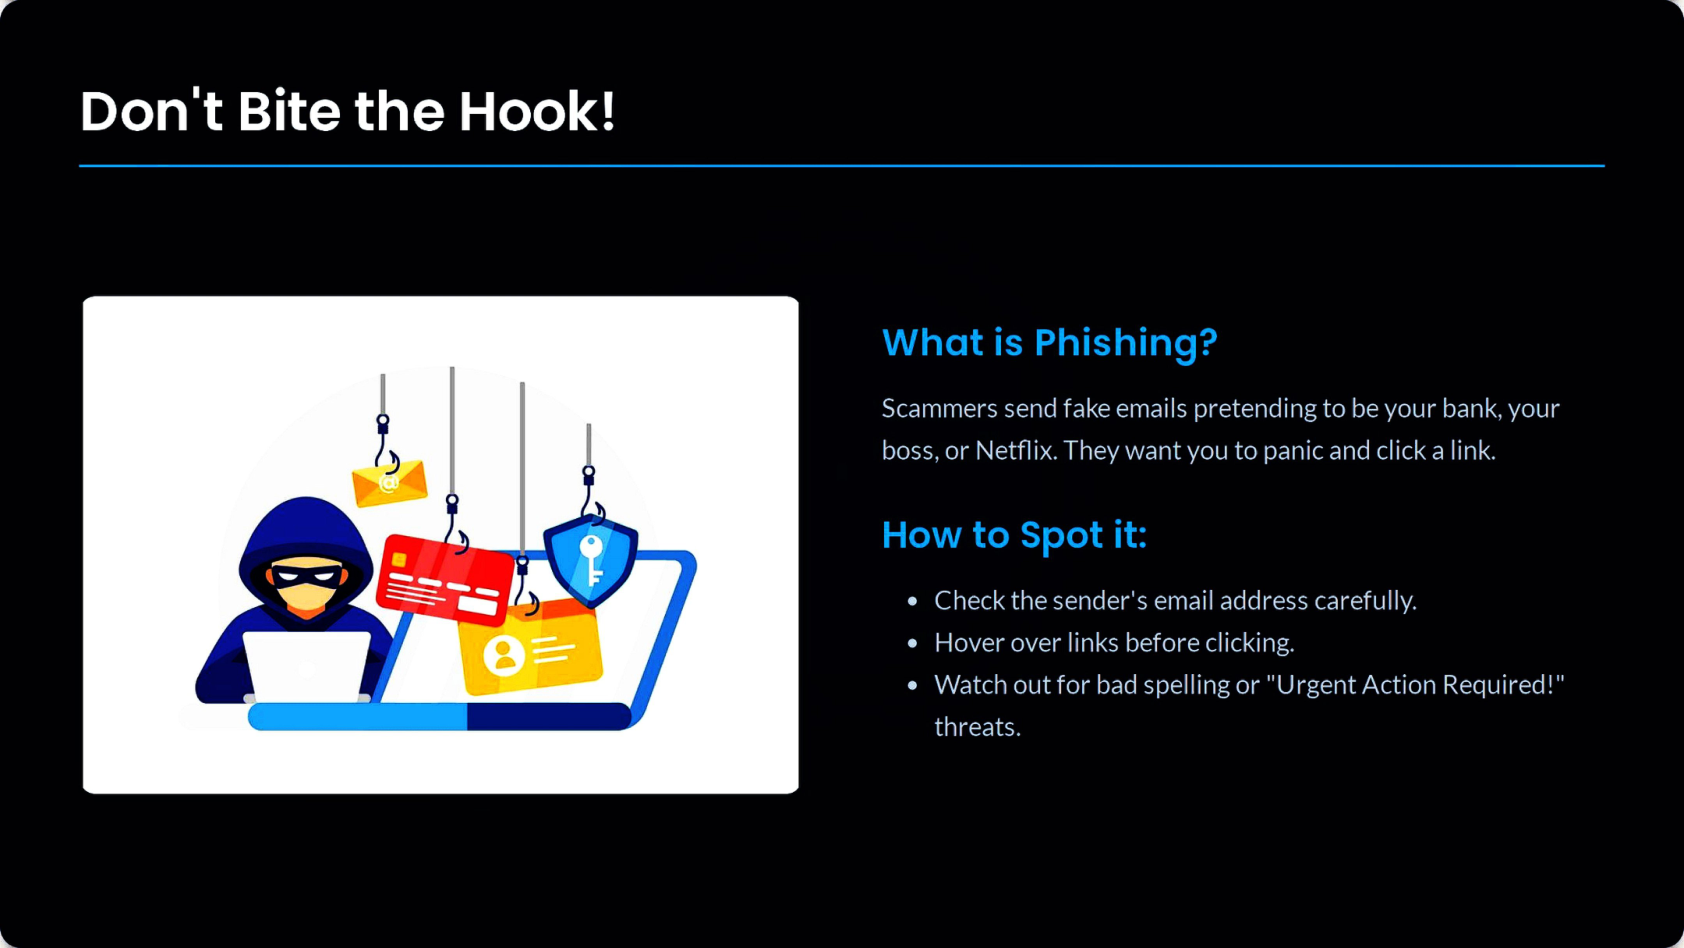 Don't Bite the Hook!
@
What is Phishing?
Scammers send fake emails pretending to be your bank, your
boss, or Netflix. They want you to panic and click a link.
How to Spot it:
• Check the sender's email address carefully.
• Hover over links before clicking.
• Watch out for bad spelling or "Urgent Action Required!"
threats.